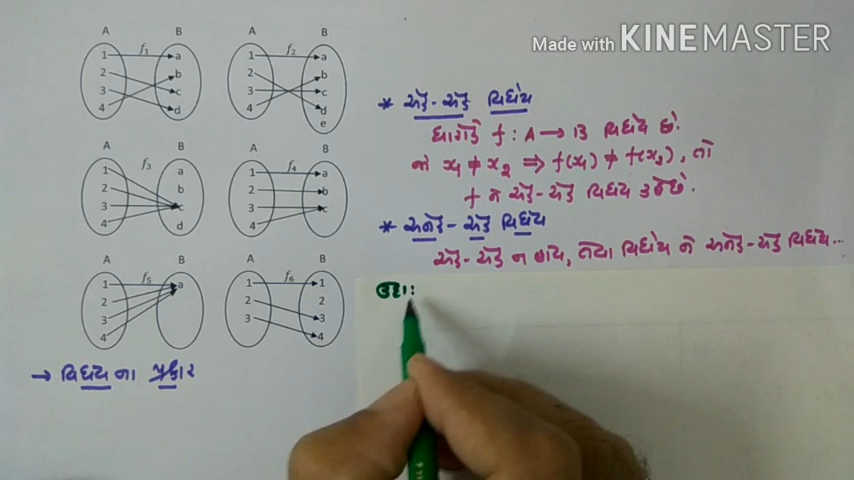 Made with KINEMASTER
A B A B
1 f₁ a
2 b
3 c
4 d
1 f₂ a
2 b
3 c
4 d
e
A B A B
1 f₃ a
2 b
3 c
4 d
1 f₄ a
2 b
3 c
4
A B A B
1 f₅ a
2
3
4
1 f₆ 1
2 2
3 3
4
→ વિધેય ના પ્રકાર
* એક-એક વિધેય
ધારોકે f : A → B વિધેય છે.
જો x₁ ≠ x₂ ⇒ f(x₁) ≠ f(x₂), તો
f ને એક-એક વિધેય કહે છે.
* અનેક-એક વિધેય
એક-એક ન હોય, તેવા વિધેય ને અનેક-એક વિધેય...
ઉદા: